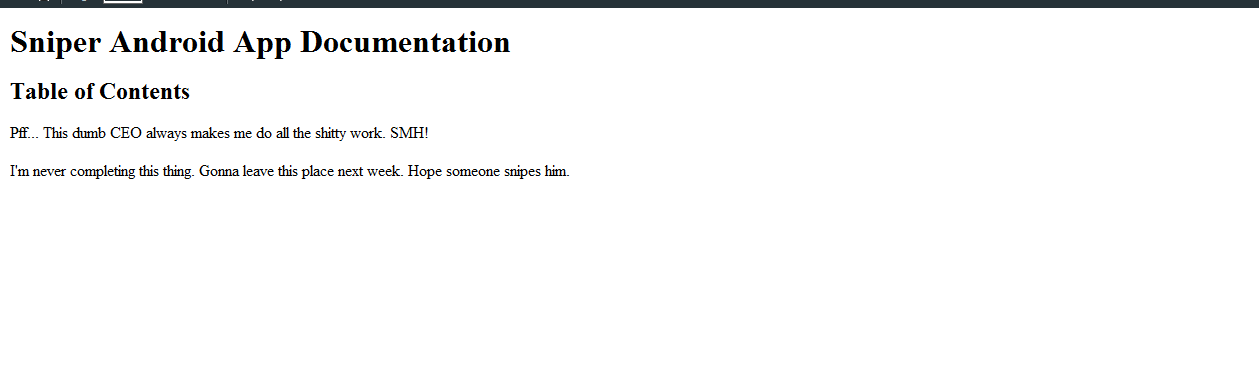 Sniper Android App Documentation
Table of Contents
Pff... This dumb CEO always makes me do all the shitty work. SMH!
I'm never completing this thing. Gonna leave this place next week. Hope someone snipes him.